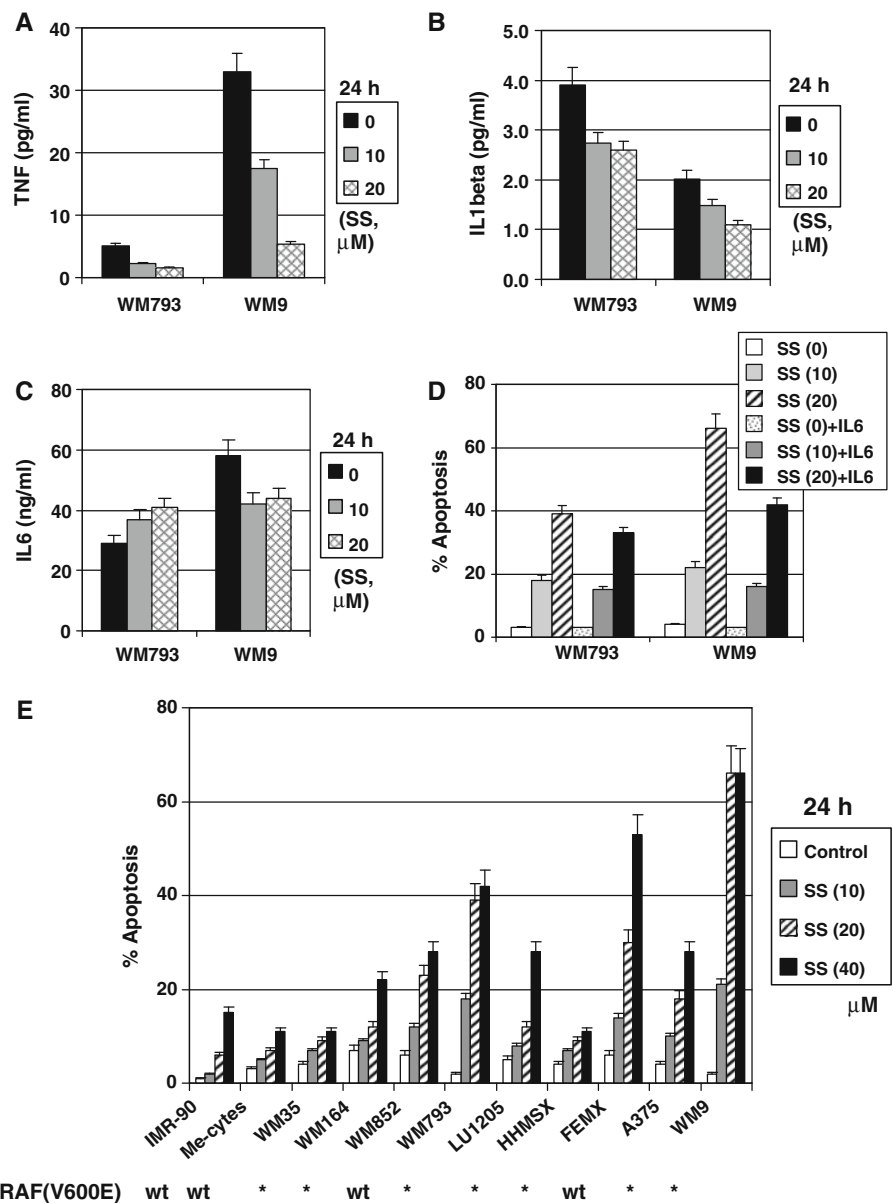 A
TNF (pg/ml)
40
30
20
10
0
WM793 WM9
24 h
0
10
20
(SS,
μM)
B
IL1beta (pg/ml)
5.0
4.0
3.0
2.0
1.0
0.0
WM793 WM9
24 h
0
10
20
(SS,
μM)
C
IL6 (ng/ml)
80
60
40
20
0
WM793 WM9
24 h
0
10
20
(SS,
μM)
D
% Apoptosis
80
60
40
20
0
WM793 WM9
SS (0)
SS (10)
SS (20)
SS (0)+IL6
SS (10)+IL6
SS (20)+IL6
E
% Apoptosis
80
60
40
20
0
IMR-90 Me-cytes WM35 WM164 WM852 WM793 LU1205 HHMSX FEMX A375 WM9
24 h
Control
SS (10)
SS (20)
SS (40)
μM
RAF(V600E) wt wt * * wt * * * wt * *